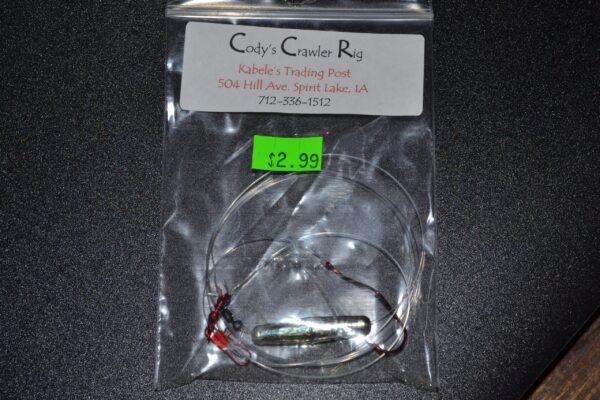 Cody's Crawler Rig
Kabele's Trading Post
504 Hill Ave. Spirit Lake, IA
712-336-1512
$2.99